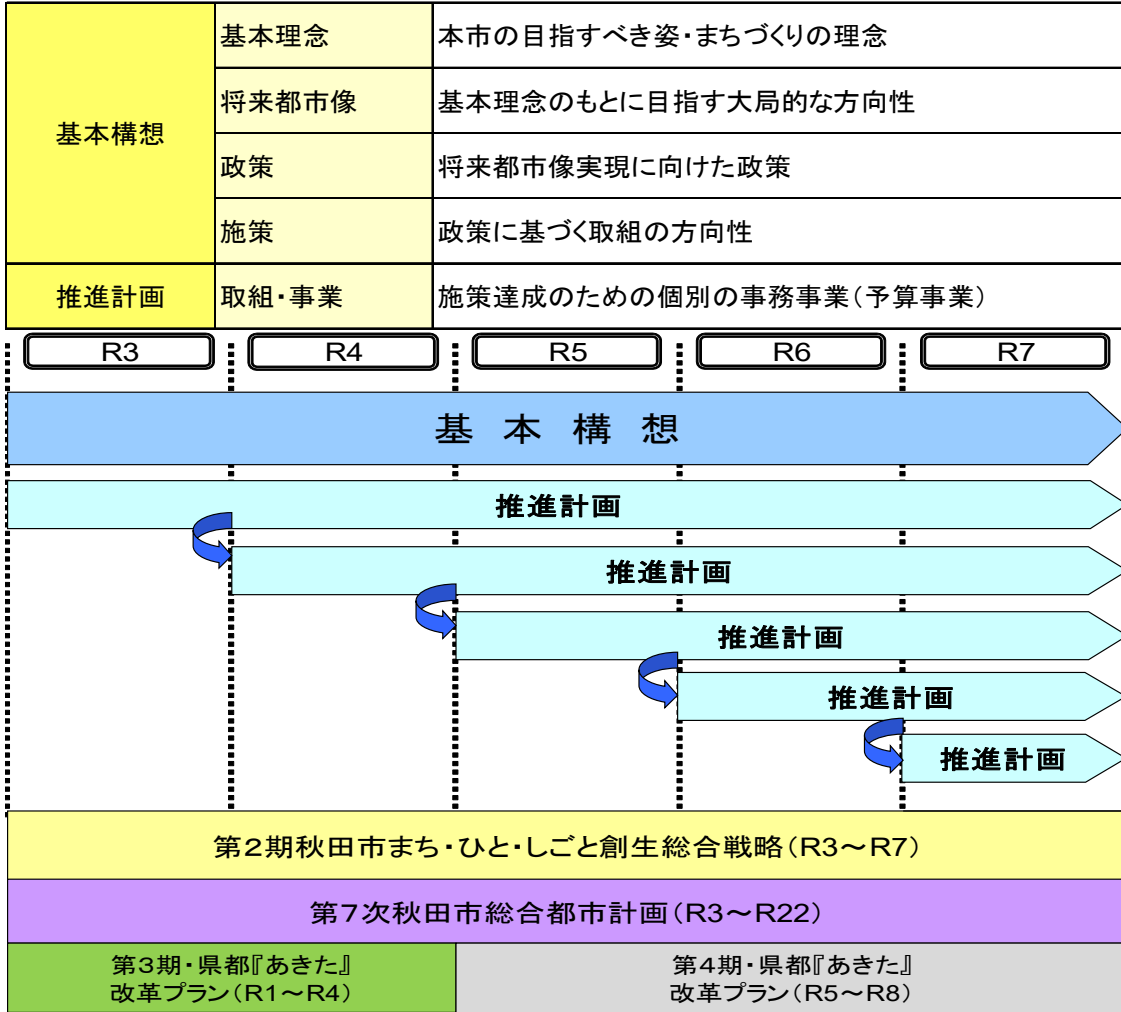 基本構想
基本理念
本市の目指すべき姿・まちづくりの理念
将来都市像
基本理念のもとに目指す大局的な方向性
政策
将来都市像実現に向けた政策
施策
政策に基づく取組の方向性
推進計画
取組・事業
施策達成のための個別の事務事業(予算事業)
R3
R4
R5
R6
R7
基本構想
推進計画
推進計画
推進計画
推進計画
推進計画
第2期秋田市まち・ひと・しごと創生総合戦略(R3~R7)
第7次秋田市総合都市計画(R3~R22)
第3期・県都『あきた』
改革プラン(R1~R4)
第4期・県都『あきた』
改革プラン(R5~R8)